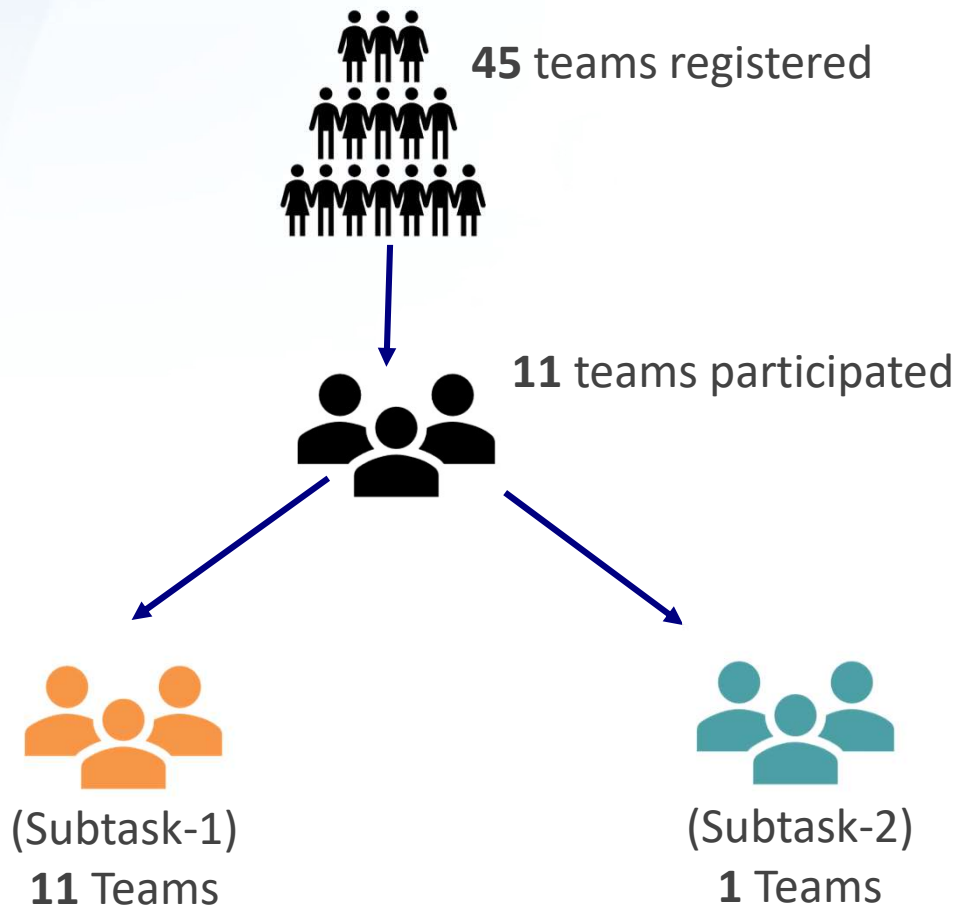 45 teams registered
11 teams participated
(Subtask-1)
11 Teams
(Subtask-2)
1 Teams